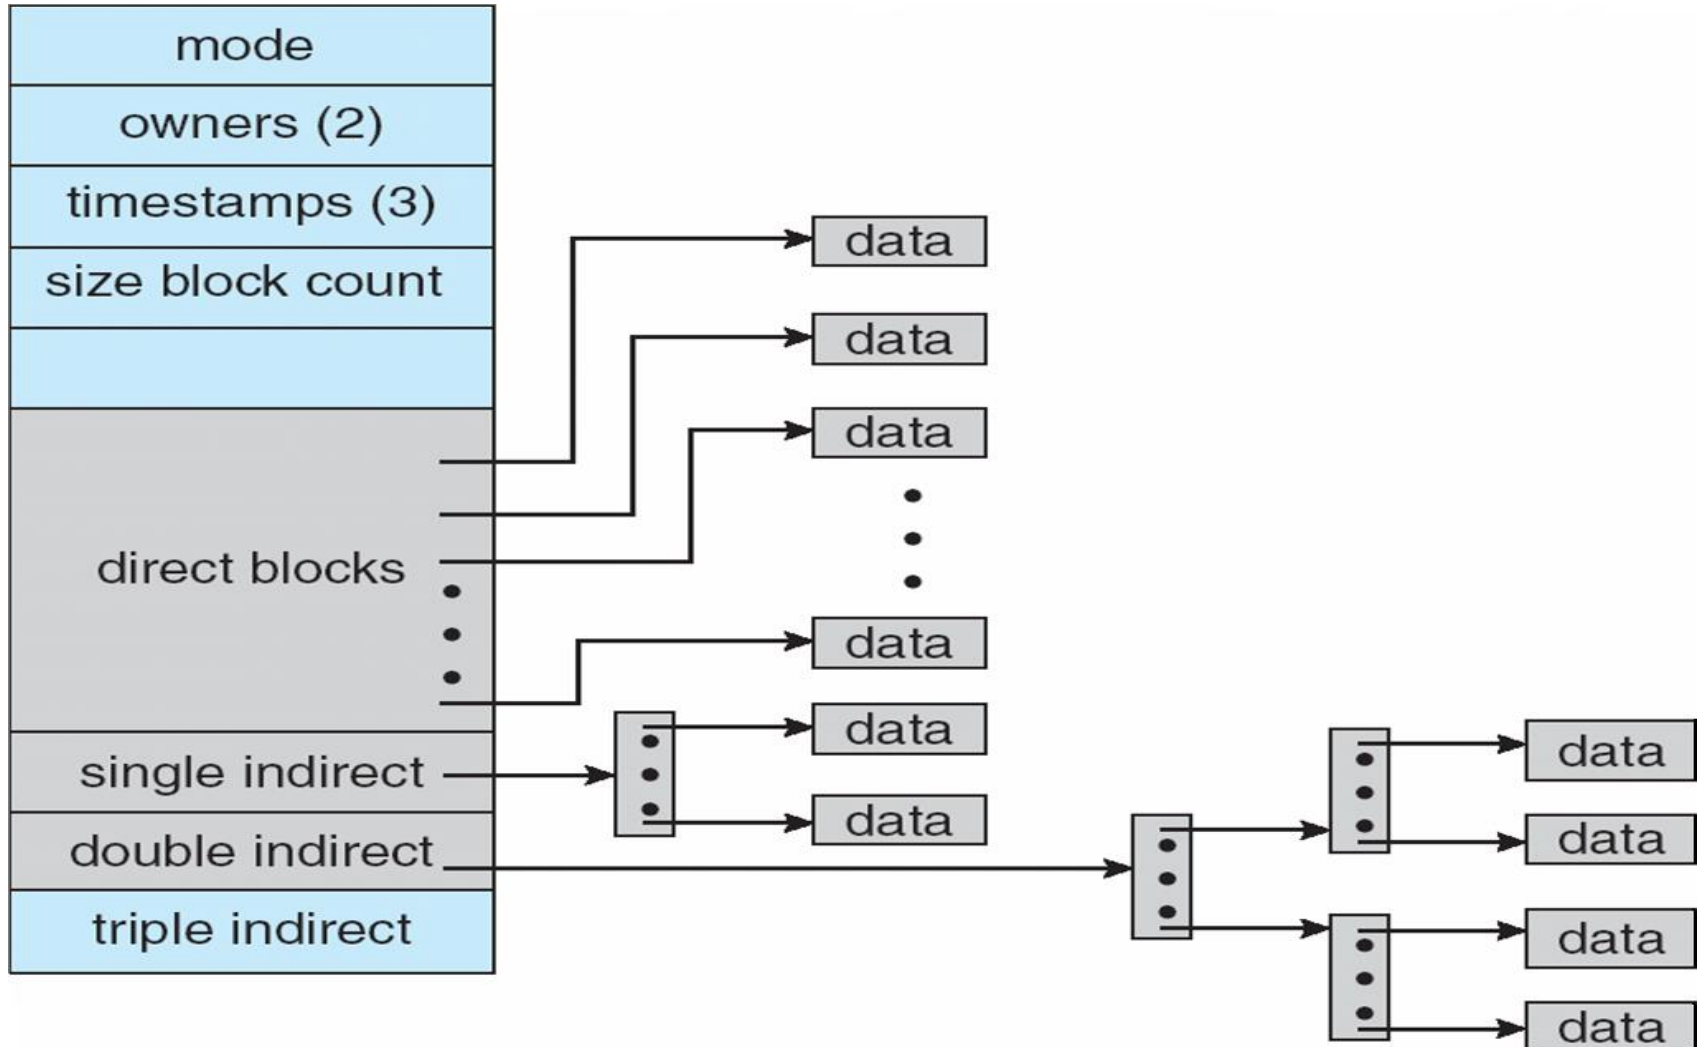 mode
owners (2)
timestamps (3)
size block count
direct blocks
single indirect
double indirect
triple indirect
data
data
data
data
data
data
data
data
data
data